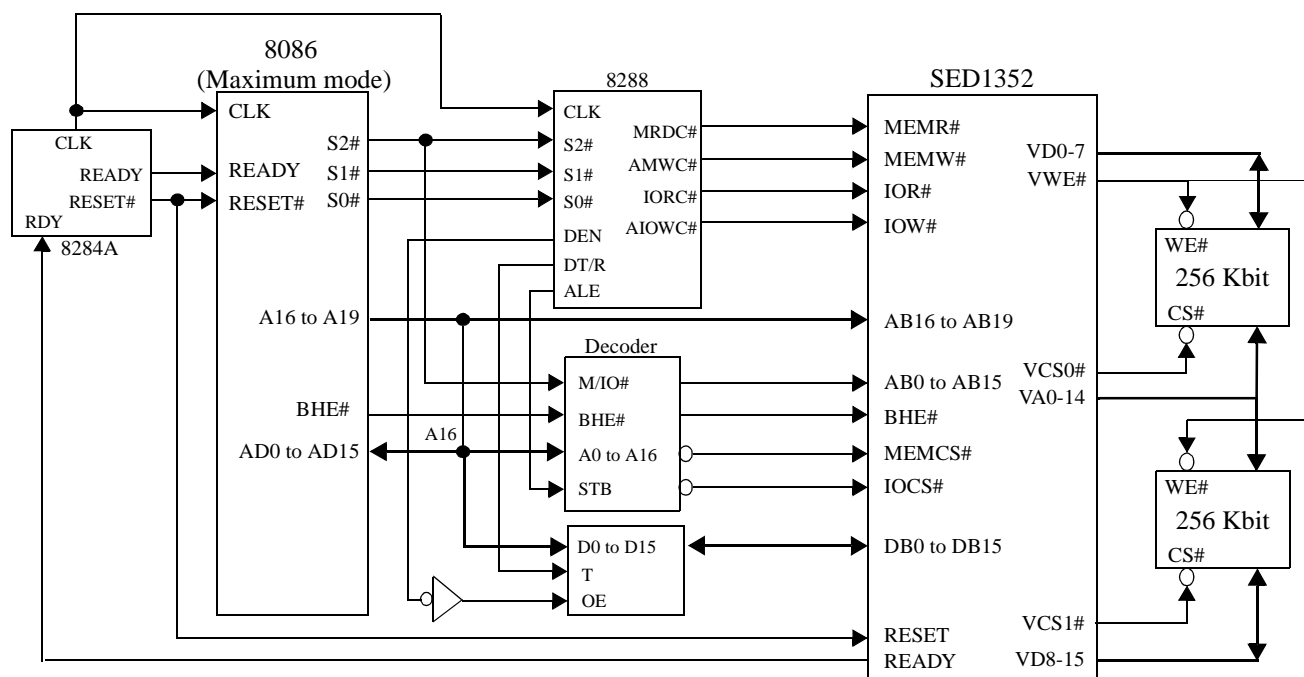 8086
(Maximum mode)
CLK
READY
RESET#
S2#
S1#
S0#
A16 to A19
BHE#
AD0 to AD15
CLK
READY
RESET#
RDY
8284A
8288
CLK
S2#
S1#
S0#
DEN
DT/R
ALE
MRDC#
AMWC#
IORC#
AIOWC#
A16
Decoder
M/IO#
BHE#
A0 to A16
STB
D0 to D15
T
OE
SED1352
MEMR#
MEMW#
IOR#
IOW#
AB16 to AB19
AB0 to AB15
BHE#
MEMCS#
IOCS#
DB0 to DB15
RESET
READY
VD0-7
VWE#
VCS0#
VA0-14
VCS1#
VD8-15
WE#
256 Kbit
CS#
WE#
256 Kbit
CS#